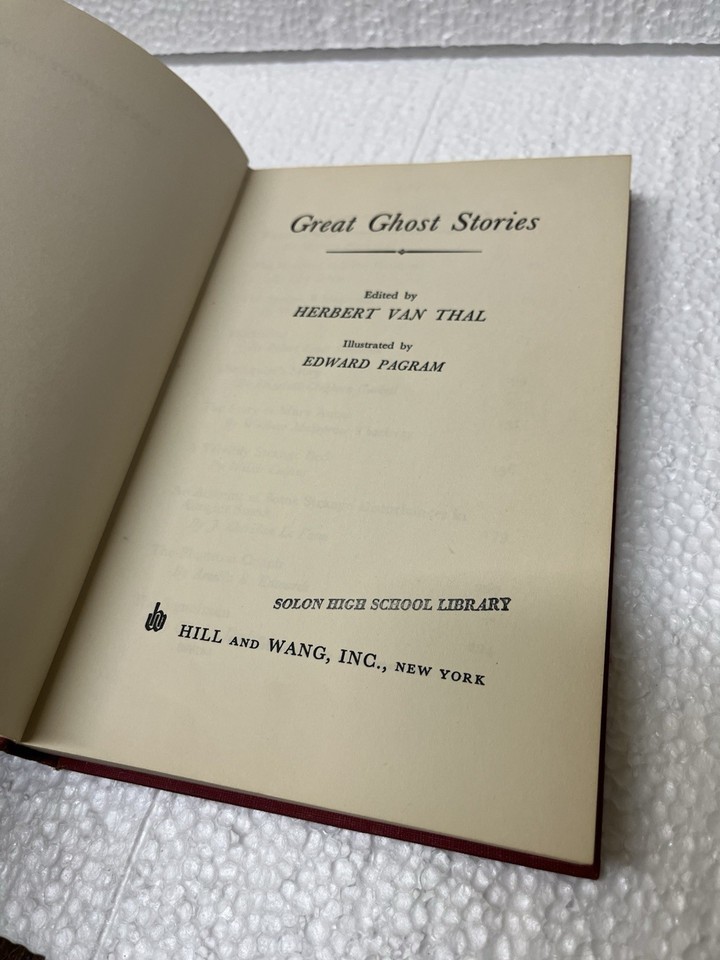 Great Ghost Stories
Edited by
HERBERT VAN THAL
Illustrated by
EDWARD PAGRAM
SOLON HIGH SCHOOL LIBRARY
HILL AND WANG, INC., NEW YORK